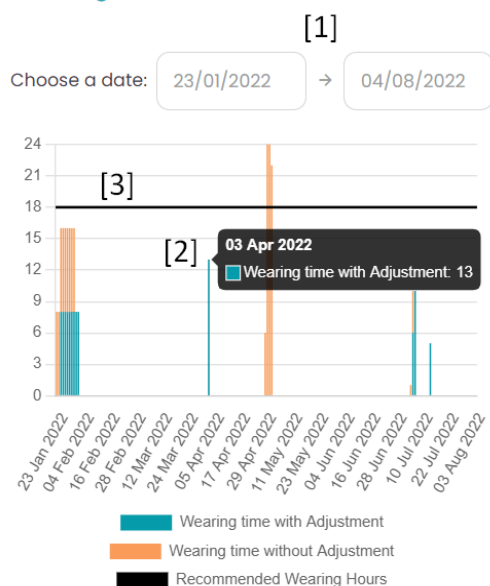 [1]
Choose a date: 23/01/2022 → 04/08/2022
24
21
[3]
18
15
[2]
03 Apr 2022
Wearing time with Adjustment: 13
12
9
6
3
0
23 Jan 2022
04 Feb 2022
16 Feb 2022
28 Feb 2022
12 Mar 2022
24 Mar 2022
05 Apr 2022
17 Apr 2022
29 Apr 2022
11 May 2022
23 May 2022
04 Jun 2022
16 Jun 2022
28 Jun 2022
10 Jul 2022
22 Jul 2022
03 Aug 2022
Wearing time with Adjustment
Wearing time without Adjustment
Recommended Wearing Hours